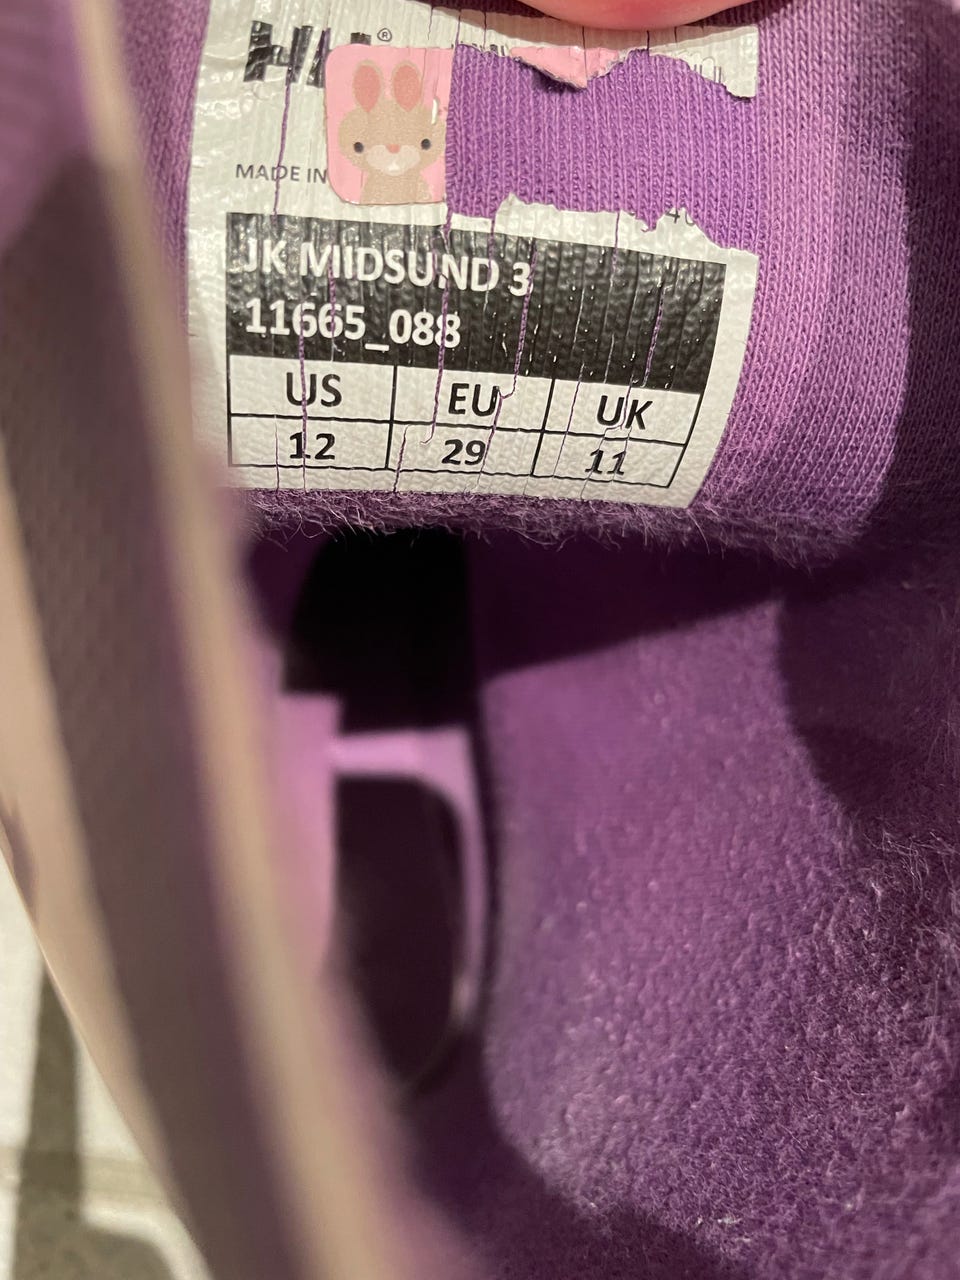 ®
MADE IN
JK MIDSUND 3
11665_088
US EU UK
12 29 11